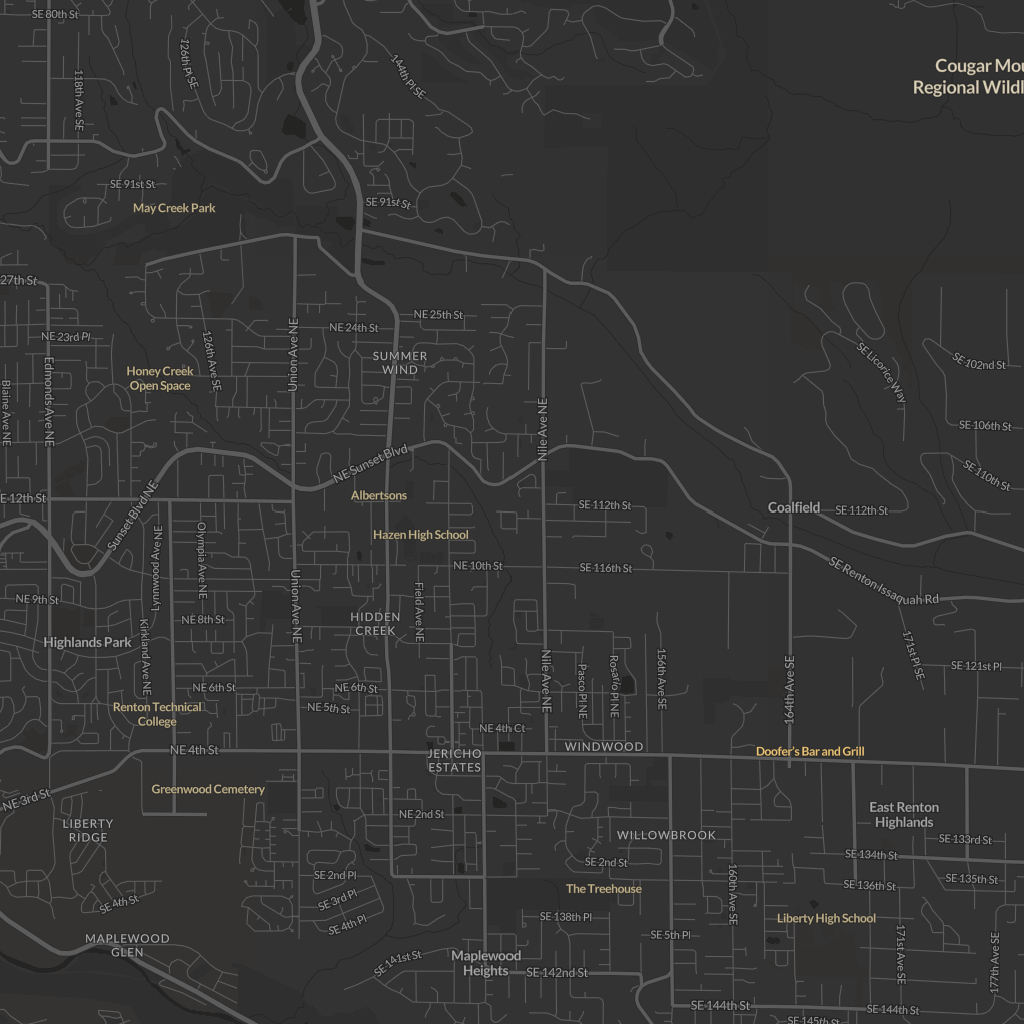 SE 80th St
118th Ave SE
126th Pl SE
144th Pl SE
Cougar Mou
Regional Wildl
SE 91st St
May Creek Park
SE 91st St
27th St
NE 23rd Pl
NE 24th St
NE 25th St
SUMMER
WIND
Union Ave NE
126th Ave SE
Honey Creek
Open Space
Blaine Ave NE
Edmonds Ave NE
Nile Ave NE
SE Licorice Way
SE 102nd St
SE 106th St
SE 110th St
NE Sunset Blvd
Albertsons
E 12th St
Sunset Blvd NE
SE 112th St
Coalfield
SE 112th St
Hazen High School
Lynnwood Ave NE
Olympia Ave NE
NE 10th St
SE 116th St
SE Renton Issaquah Rd
NE 9th St
Union Ave NE
Field Ave NE
NE 8th St
HIDDEN
CREEK
Highlands Park
Kirkland Ave NE
171st Pl SE
SE 121st Pl
Nile Ave NE
Pasco Pl NE
Rosario Pl NE
156th Ave SE
164th Ave SE
NE 6th St
NE 6th St
NE 5th St
Renton Technical
College
NE 4th Ct
NE 4th St
JERICHO
ESTATES
WINDWOOD
Doofer's Bar and Grill
Greenwood Cemetery
NE 3rd St
NE 2nd St
East Renton
Highlands
LIBERTY
RIDGE
WILLOWBROOK
SE 133rd St
SE 134th St
SE 2nd St
SE 2nd Pl
160th Ave SE
SE 136th St
SE 135th St
The Treehouse
SE 3rd Pl
SE 4th St
SE 4th Pl
SE 138th Pl
Liberty High School
SE 5th Pl
171st Ave SE
177th Ave SE
MAPLEWOOD
GLEN
SE 141st St
Maplewood
Heights
SE 142nd St
SE 144th St
SE 144th St
SE 145th St